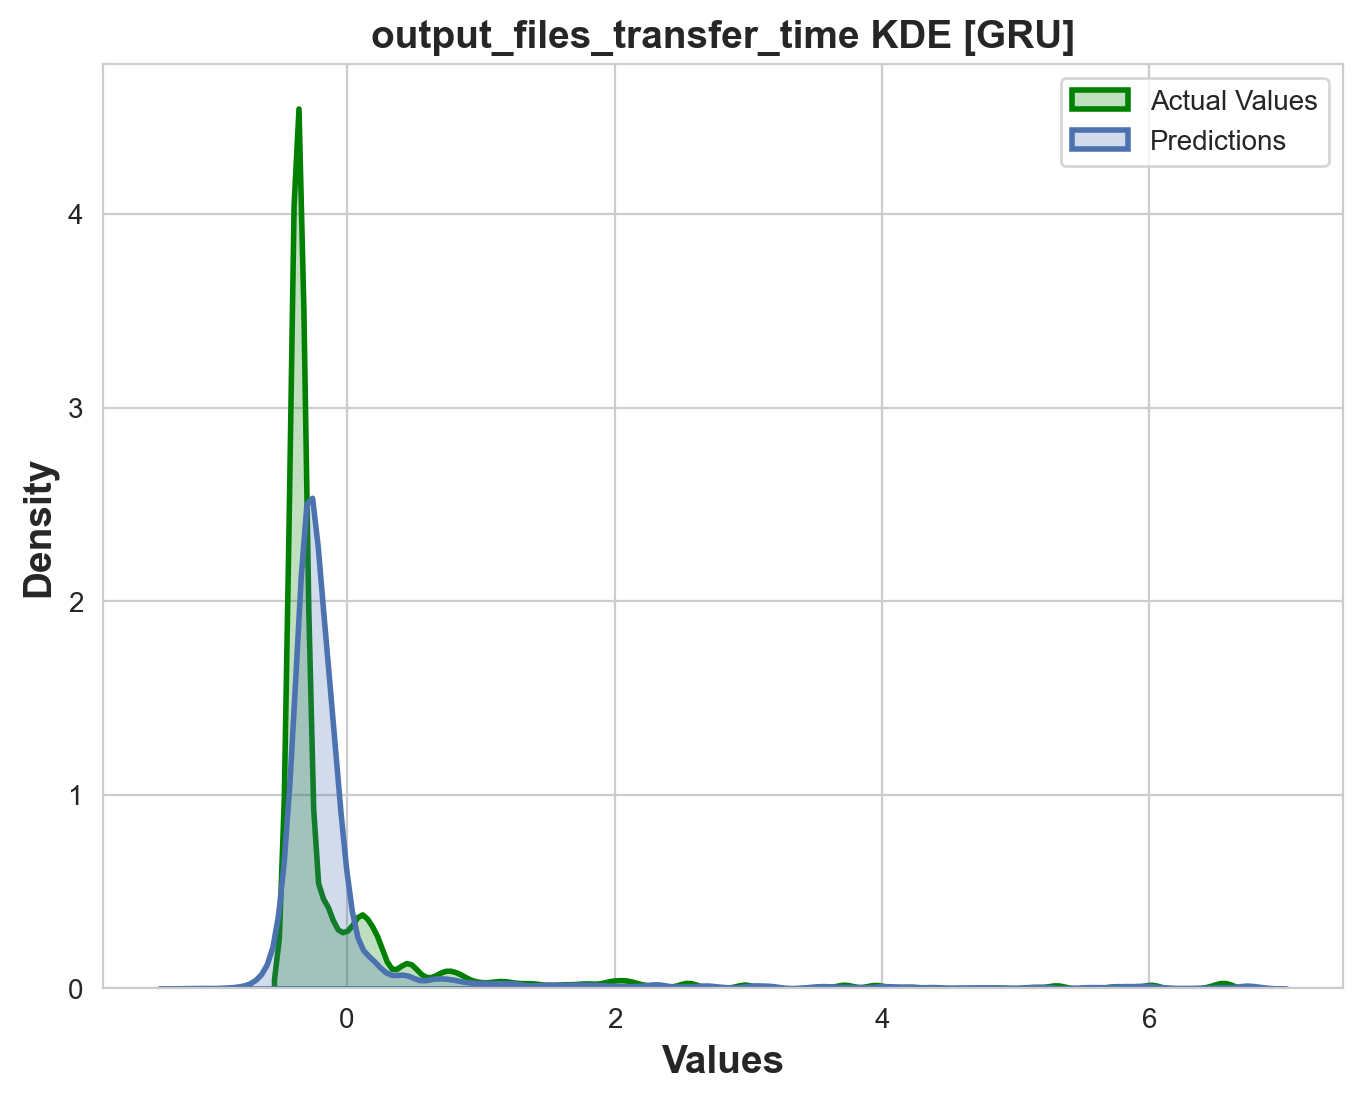 output_files_transfer_time KDE [GRU]
Actual Values
Predictions
Density
4
3
2
1
0
0 2 4 6
Values